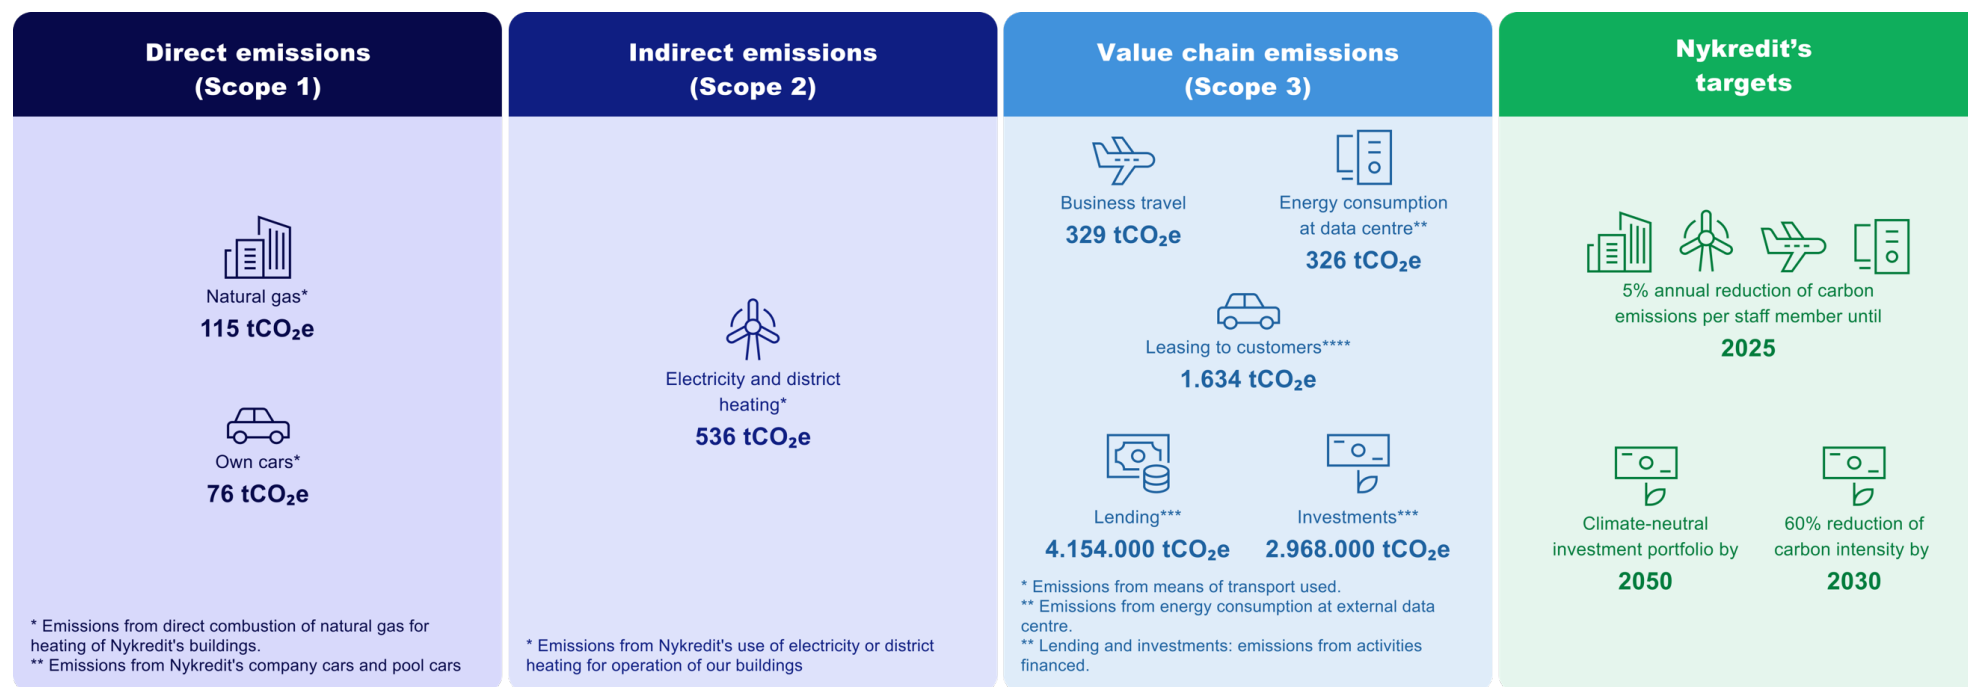 Direct emissions
(Scope 1)
Natural gas*
115 tCO₂e
Own cars*
76 tCO₂e
* Emissions from direct combustion of natural gas for
heating of Nykredit's buildings.
** Emissions from Nykredit's company cars and pool cars
Indirect emissions
(Scope 2)
Electricity and district
heating*
536 tCO₂e
* Emissions from Nykredit's use of electricity or district
heating for operation of our buildings
Value chain emissions
(Scope 3)
Business travel
329 tCO₂e
Energy consumption
at data centre**
326 tCO₂e
Leasing to customers****
1.634 tCO₂e
Lending***
4.154.000 tCO₂e
Investments***
2.968.000 tCO₂e
* Emissions from means of transport used.
** Emissions from energy consumption at external data
centre.
** Lending and investments: emissions from activities
financed.
Nykredit’s
targets
5% annual reduction of carbon
emissions per staff member until
2025
Climate-neutral
investment portfolio by
2050
60% reduction of
carbon intensity by
2030